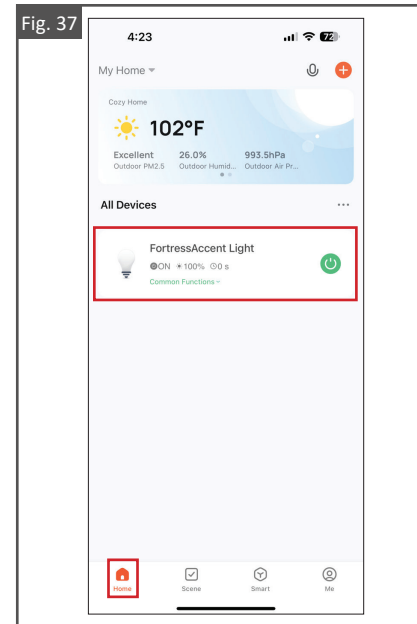 Fig. 37
4:23 72
My Home
Cozy Home
102°F
Excellent 26.0% 993.5hPa
Outdoor PM2.5 Outdoor Humid... Outdoor Air Pr...
All Devices ...
FortressAccent Light
ON 100% 0 s
Common Functions
Home Scene Smart Me